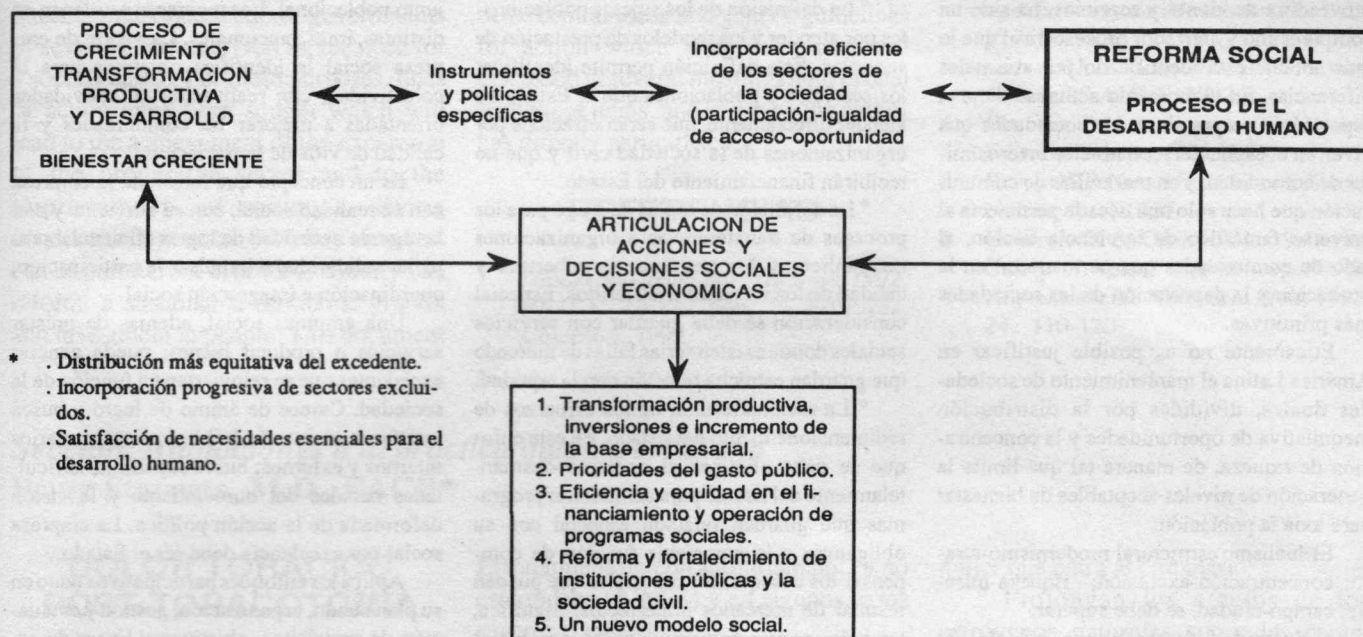 PROCESO DE
CRECIMIENTO*
TRANSFORMACION
PRODUCTIVA
Y DESARROLLO
BIENESTAR CRECIENTE
Instrumentos
y políticas
específicas
Incorporación eficiente
de los sectores de
la sociedad
(participación-igualdad
de acceso a oport.)
REFORMA SOCIAL
PROCESO DE L
DESARROLLO HUMANO
ARTICULACION DE
ACCIONES Y
DECISIONES SOCIALES
Y ECONOMICAS
* . Distribución más equitativa del excedente.
. Incorporación progresiva de sectores exclui-
dos.
. Satisfacción de necesidades esenciales para el
desarrollo humano.
1. Transformación productiva,
inversiones e incremento de
la base empresarial.
2. Prioridades del gasto público.
3. Eficiencia y equidad en el fi-
nanciamiento y operación de
programas sociales.
4. Reforma y fortalecimiento de
instituciones públicas y la
sociedad civil.
5. Un nuevo modelo social.